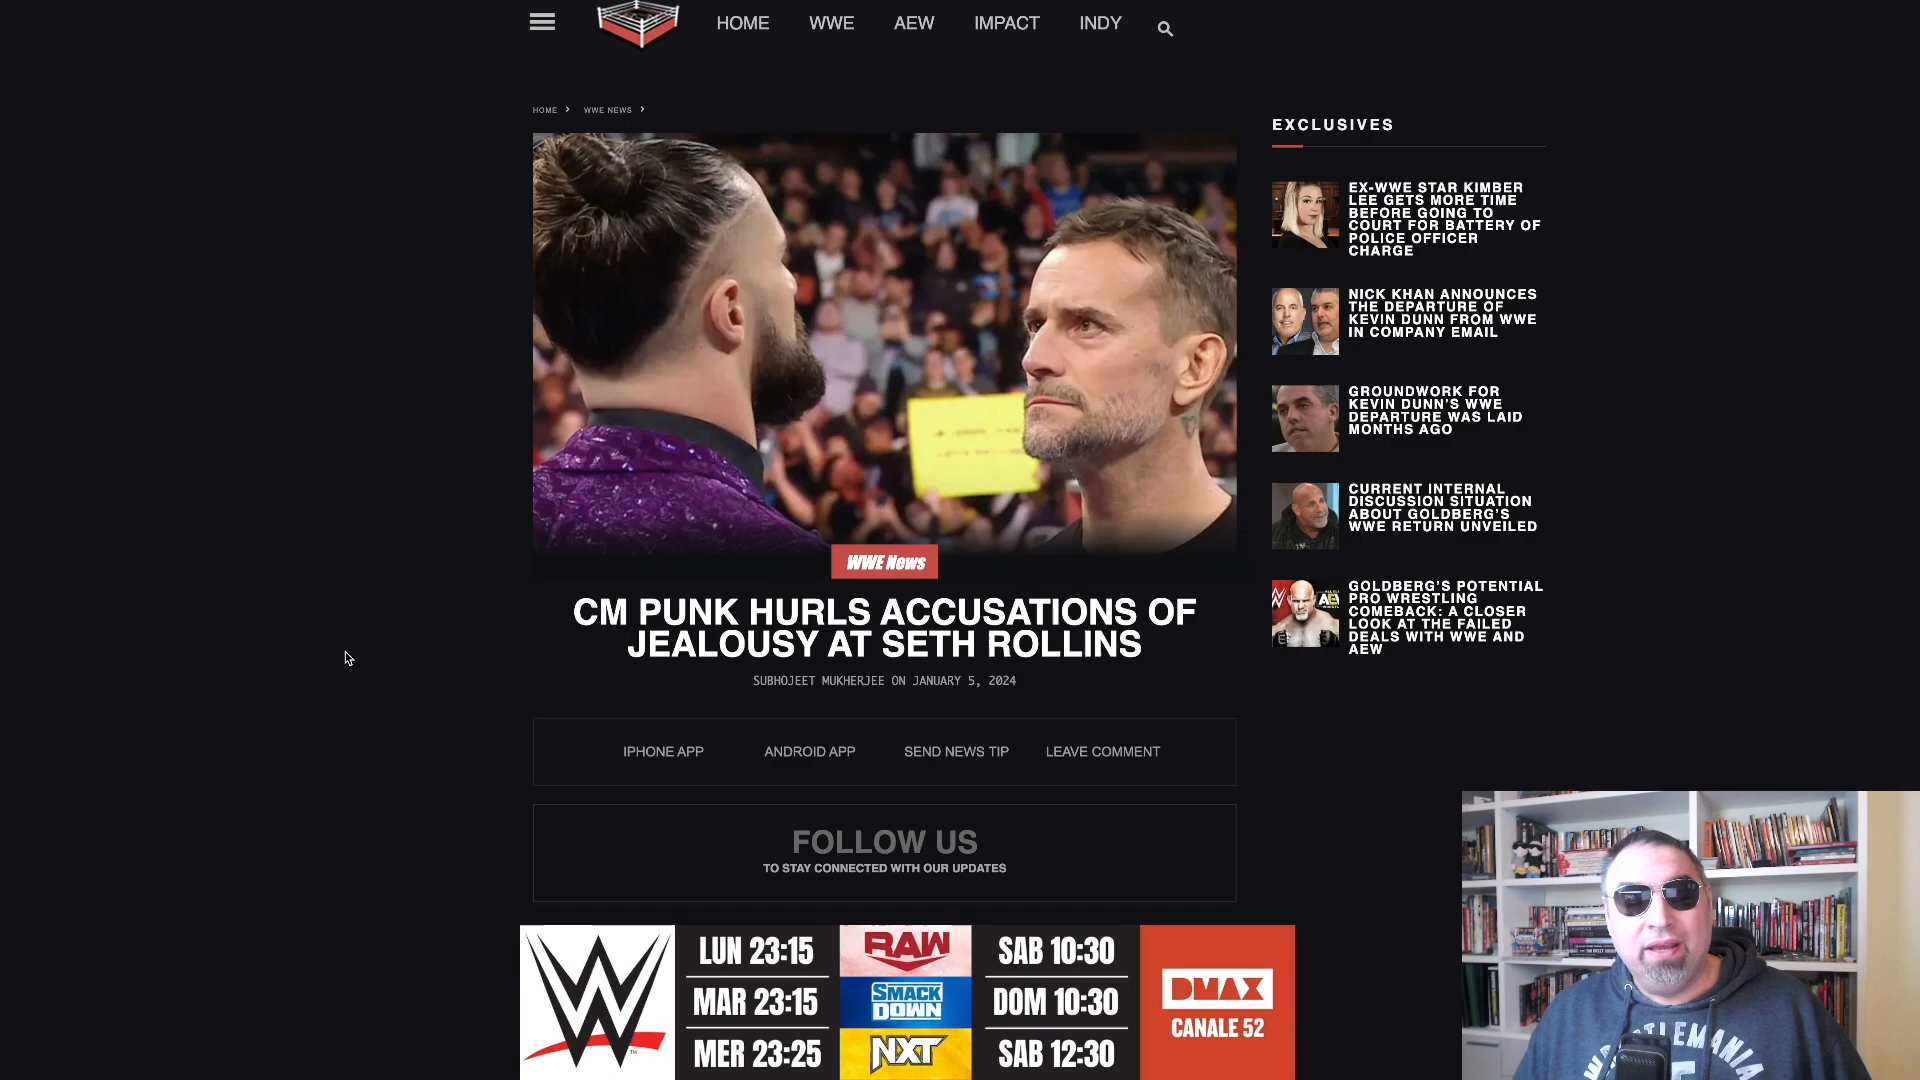 HOME
WWE
AEW
IMPACT
INDY
HOME
WWE NEWS
WWE News
CM PUNK HURLS ACCUSATIONS OF
JEALOUSY AT SETH ROLLINS
SUBHOJEET MUKHERJEE ON JANUARY 5, 2024
IPHONE APP
ANDROID APP
SEND NEWS TIP
LEAVE COMMENT
FOLLOW US
TO STAY CONNECTED WITH OUR UPDATES
EXCLUSIVES
EX-WWE STAR KIMBER
LEE GETS MORE TIME
BEFORE GOING TO
COURT FOR BATTERY OF
POLICE OFFICER
CHARGE
NICK KHAN ANNOUNCES
THE DEPARTURE OF
KEVIN DUNN FROM WWE
IN COMPANY EMAIL
GROUNDWORK FOR
KEVIN DUNN'S WWE
DEPARTURE WAS LAID
MONTHS AGO
CURRENT INTERNAL
DISCUSSION SITUATION
ABOUT GOLDBERG'S
WWE RETURN UNVEILED
GOLDBERG'S POTENTIAL
PRO WRESTLING
COMEBACK: A CLOSER
LOOK AT THE FAILED
DEALS WITH WWE AND
AEW
W
LUN 23:15
RAW
SAB 10:30
MAR 23:15
SMACK
DOWN
DOM 10:30
MER 23:25
NXT
SAB 12:30
DMAX
CANALE 52